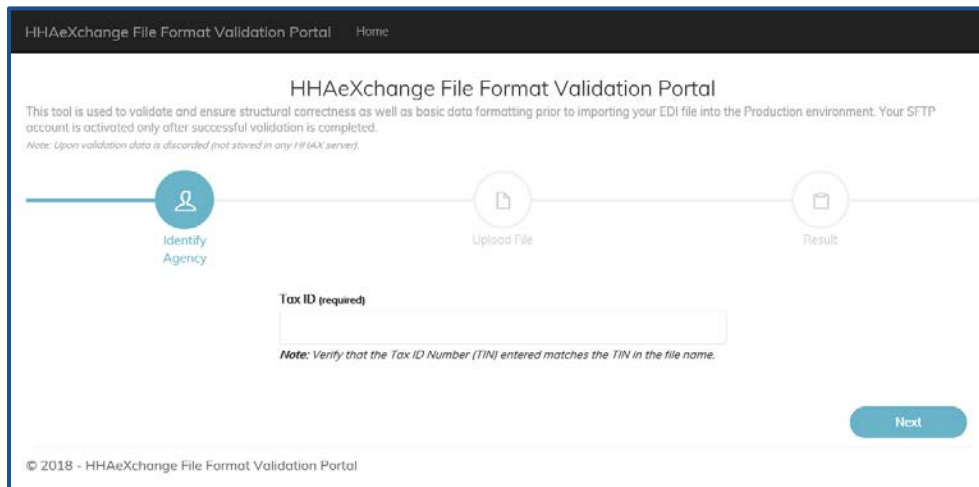 HHAeXchange File Format Validation Portal Home
HHAeXchange File Format Validation Portal
This tool is used to validate and ensure structural correctness as well as basic data formatting prior to importing your EDI file into the Production environment. Your SFTP
account is activated only after successful validation is completed.
Note: Upon validation data is discarded (not stored in any HHAX server).
Identify
Agency
Upload File
Result
Tax ID (required)
Note: Verify that the Tax ID Number (TIN) entered matches the TIN in the file name.
Next
© 2018 - HHAeXchange File Format Validation Portal